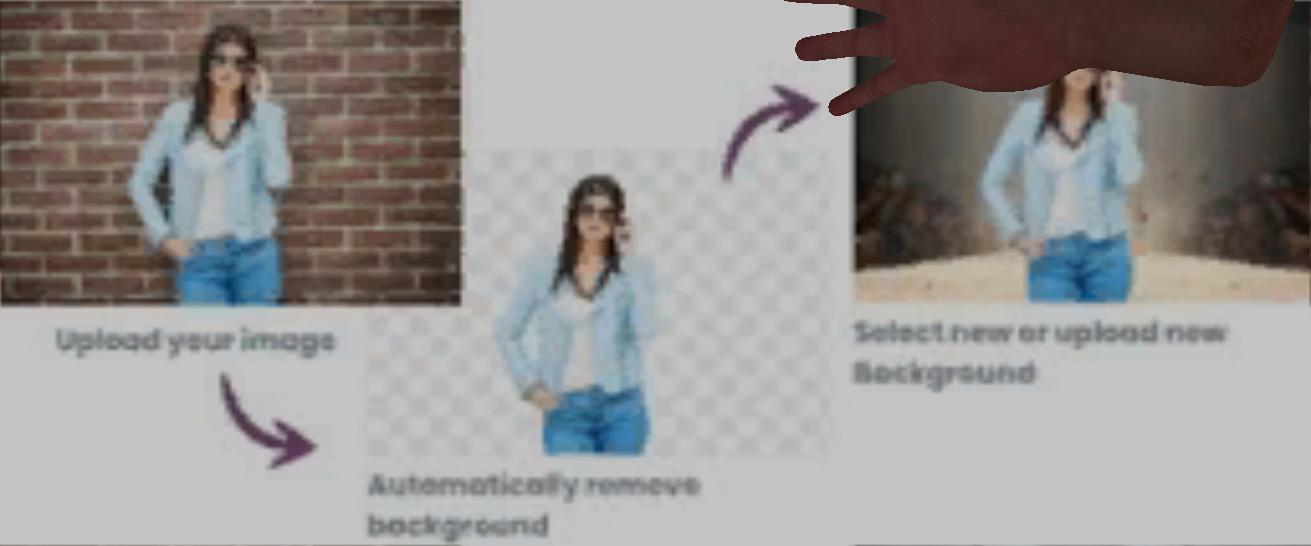 Upload your image
Automatically remove
background
Select new or upload new
Background